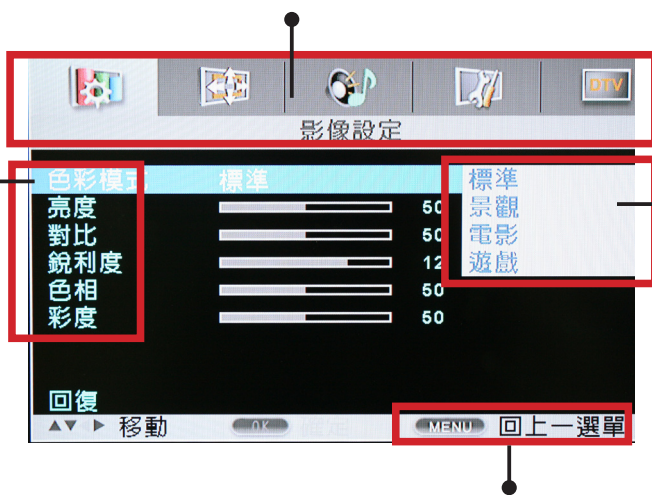 DTV
影像設定
色彩模式 標準 標準
亮度 50 景觀
對比 50 電影
銳利度 12 遊戲
色相 50
彩度 50
回復
▲▼ ▶ 移動 OK MENU 回上一選單